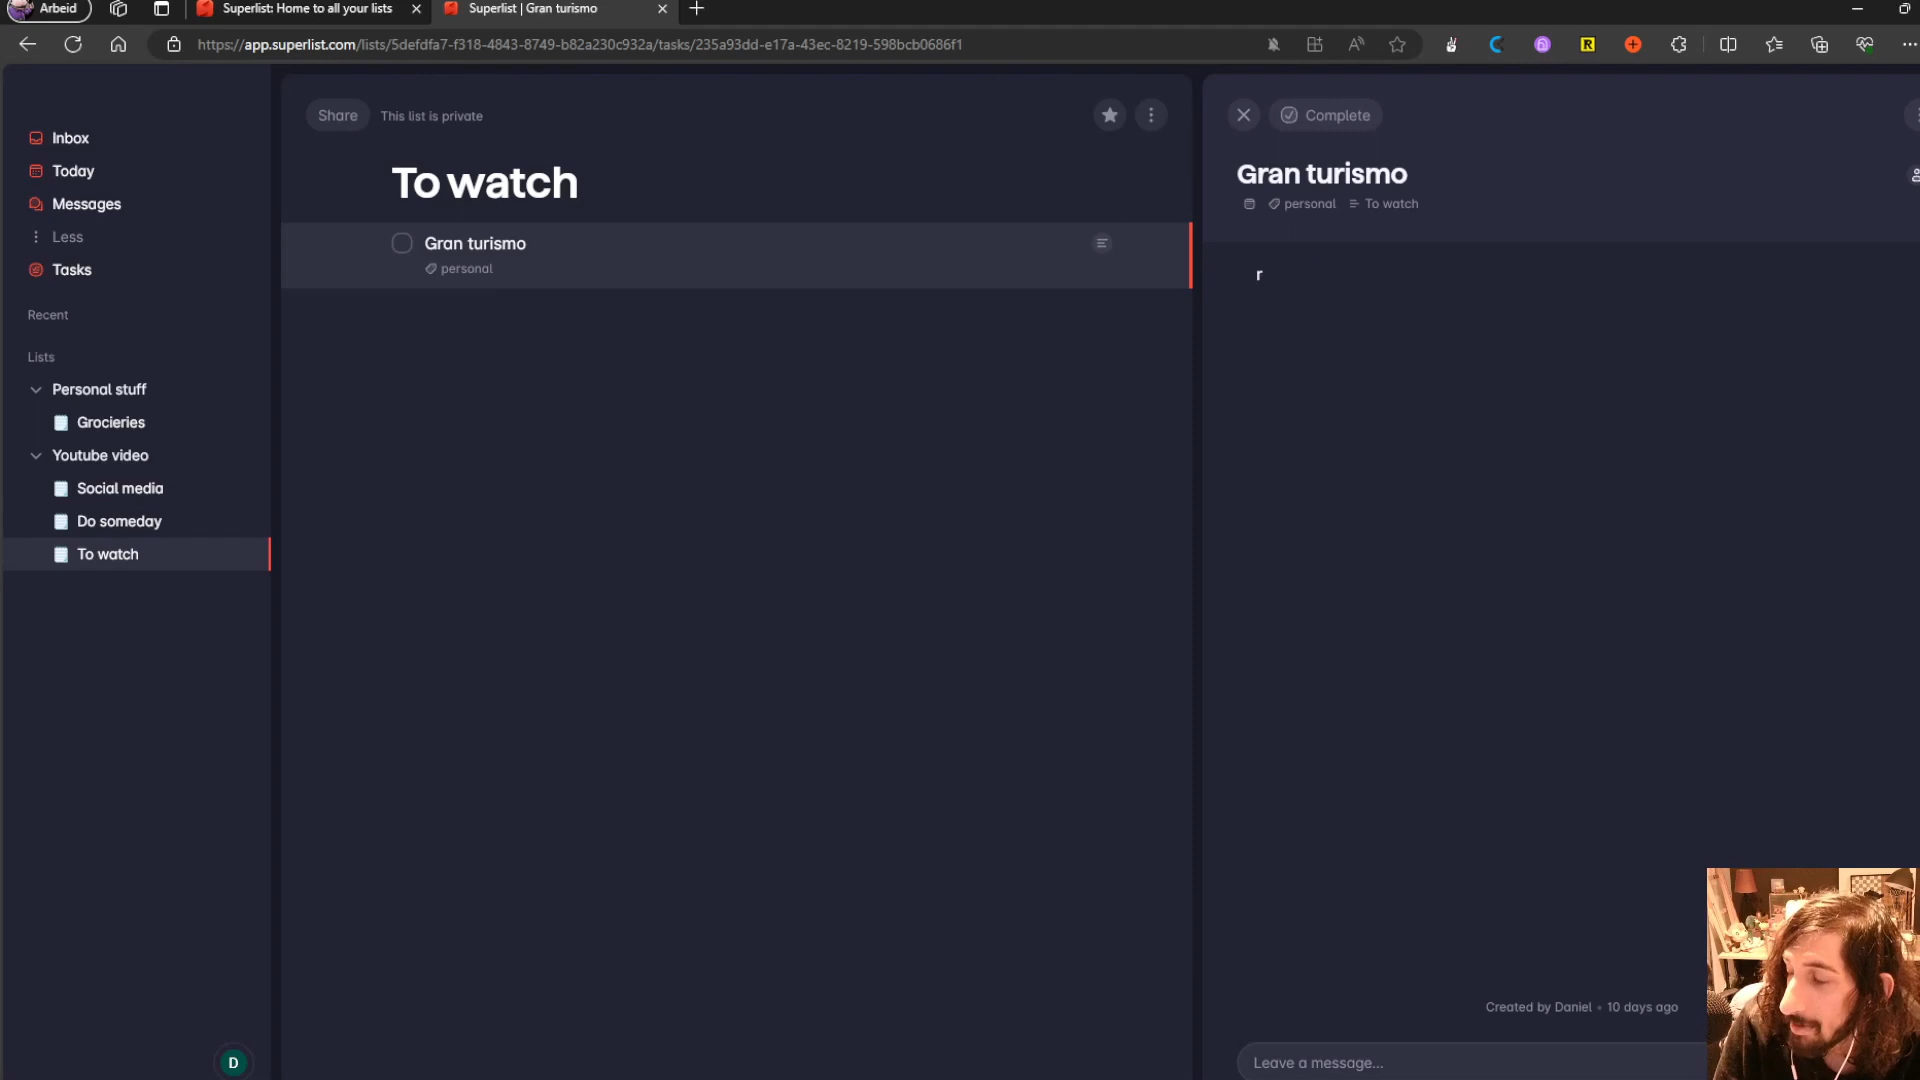 Arbeid
Superlist: Home to all your lists
Superlist | Gran turismo
https://app.superlist.com/lists/5defdfa7-f318-4843-8749-b82a230c932a/tasks/235a93dd-e17a-43ec-8219-598bcb0686f1
Inbox
Today
Messages
Less
Tasks
Recent
Lists
Personal stuff
Grocieries
Youtube video
Social media
Do someday
To watch
D
Share
This list is private
To watch
Gran turismo
personal
Complete
Gran turismo
personal
To watch
r
Created by Daniel • 10 days ago
Leave a message...